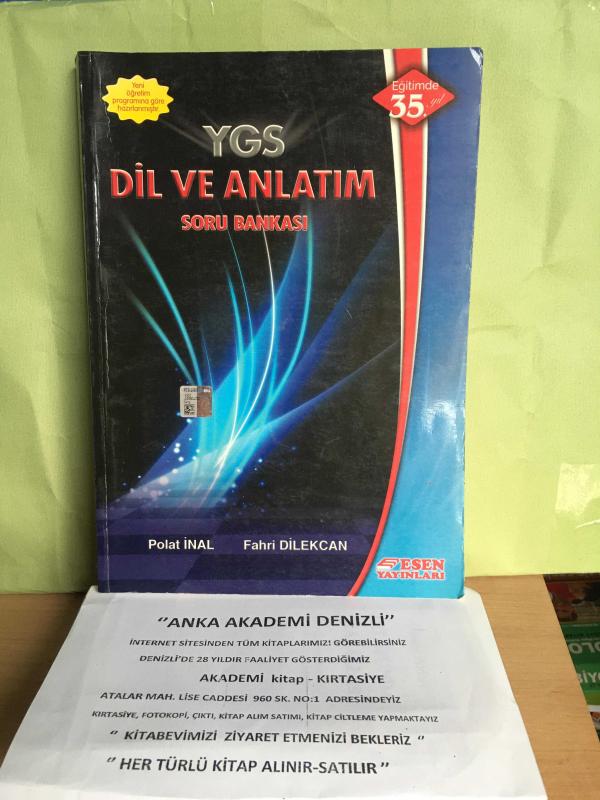 Yeni
öğretim
programına göre
hazırlanmıştır.
Eğitimde
35. yıl
YGS
DİL VE ANLATIM
SORU BANKASI
Polat İNAL Fahri DİLEKCAN
ESEN
YAYINLARI
‘’ANKA AKADEMİ DENİZLİ’’
İNTERNET SİTESİNDEN TÜM KİTAPLARIMIZI GÖREBİLİRSİNİZ
DENİZLİ'DE 28 YILDIR FAALİYET GÖSTERDİĞİMİZ
AKADEMİ kitap - KIRTASİYE
ATALAR MAH. LİSE CADDESİ 960 SK. NO:1 ADRESİNDEYİZ
KIRTASİYE, FOTOKOPİ, ÇIKTI, KİTAP ALIM SATIMI, KİTAP CİLTLEME YAPMAKTAYIZ
‘’ KİTABEVİMİZİ ZİYARET ETMENİZİ BEKLERİZ ‘’
‘’ HER TÜRLÜ KİTAP ALINIR-SATILIR ’’